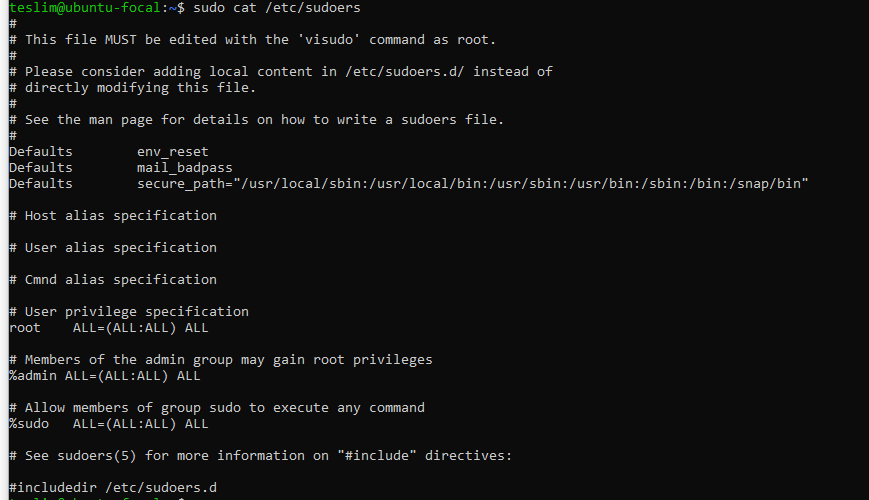 teslim@ubuntu-focal:~$ sudo cat /etc/sudoers
#
# This file MUST be edited with the 'visudo' command as root.
#
# Please consider adding local content in /etc/sudoers.d/ instead of
# directly modifying this file.
#
# See the man page for details on how to write a sudoers file.
#
Defaults        env_reset
Defaults        mail_badpass
Defaults        secure_path="/usr/local/sbin:/usr/local/bin:/usr/sbin:/usr/bin:/sbin:/bin:/snap/bin"
# Host alias specification
# User alias specification
# Cmnd alias specification
# User privilege specification
root    ALL=(ALL:ALL) ALL
# Members of the admin group may gain root privileges
%admin ALL=(ALL:ALL) ALL
# Allow members of group sudo to execute any command
%sudo   ALL=(ALL:ALL) ALL
# See sudoers(5) for more information on "#include" directives:
#includedir /etc/sudoers.d